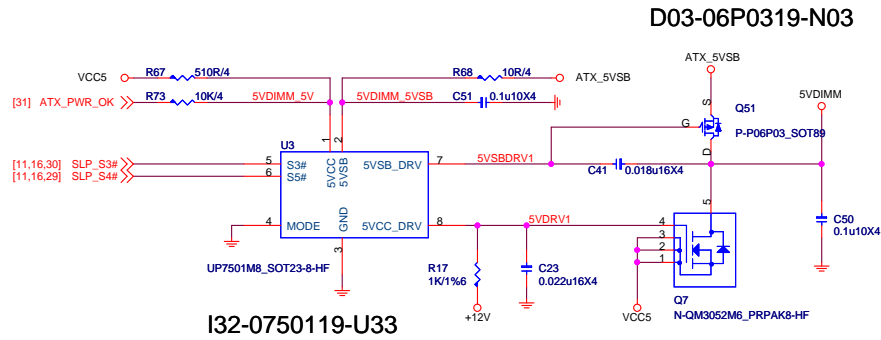 D03-06P0319-N03
VCC5
R67
510R/4
R68
10R/4
ATX_5VSB
ATX_5VSB
[31] ATX_PWR_OK
R73
10K/4
5VDIMM_5V
5VDIMM_5VSB
C51
0.1u10X4
S
Q51
5VDIMM
G
P-P06P03_SOT89
D
U3
1
2
[11,16,30] SLP_S3#
5
S3#
5VCC
5VSB
5VSB_DRV
7
5VSBDRV1
[11,16,29] SLP_S4#
6
S5#
C41
0.018u16X4
4
MODE
GND
5VCC_DRV
8
5VDRV1
3
UP7501M8_SOT23-8-HF
R17
1K/1%6
+12V
C23
0.022u16X4
5
4
3
2
1
VCC5
Q7
N-QM3052M6_PRPAK8-HF
C50
0.1u10X4
I32-0750119-U33